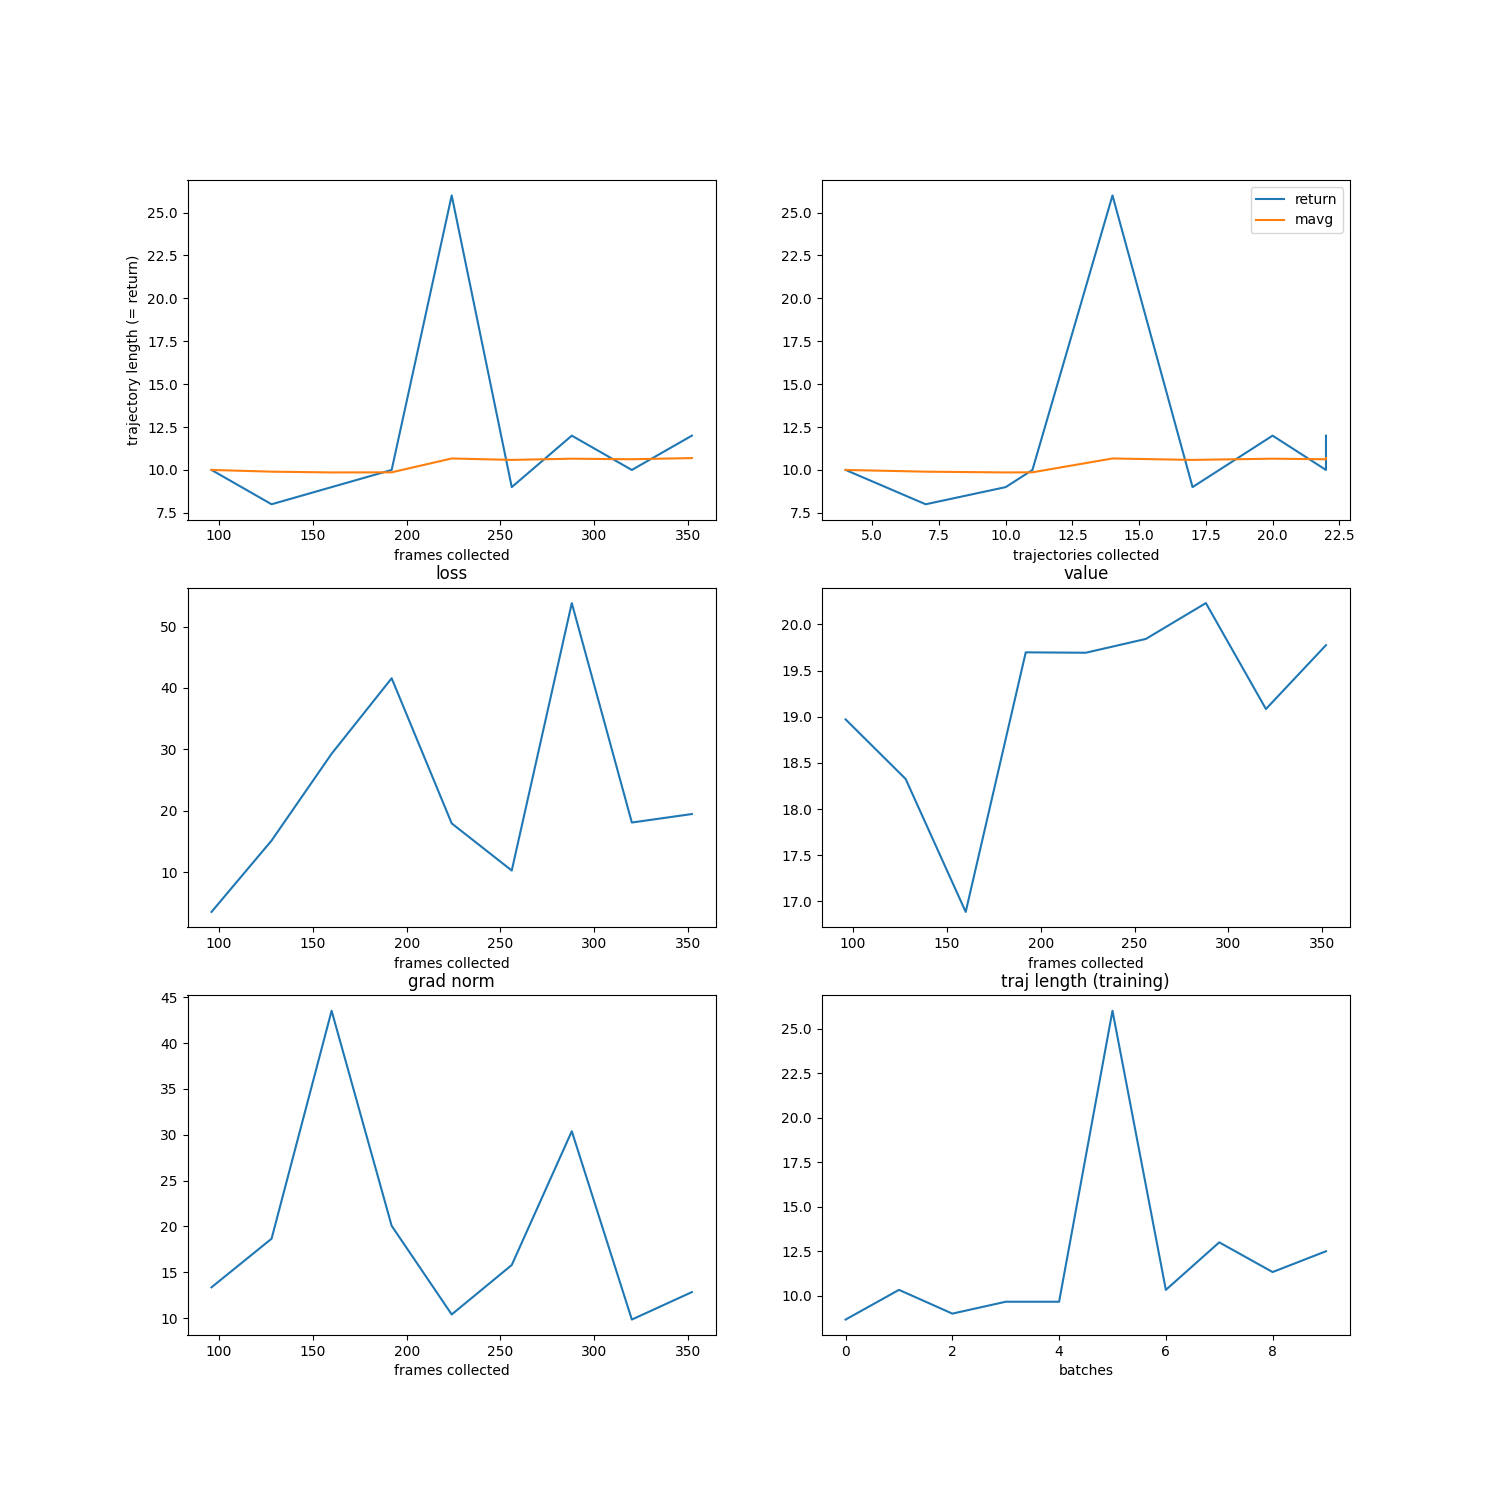 25.0
22.5
20.0
17.5
15.0
12.5
10.0
7.5
trajectory length (= return)
100 150 200 250 300 350
frames collected
return
mavg
25.0
22.5
20.0
17.5
15.0
12.5
10.0
7.5
5.0 7.5 10.0 12.5 15.0 17.5 20.0 22.5
trajectories collected
loss
50
40
30
20
10
100 150 200 250 300 350
frames collected
value
20.0
19.5
19.0
18.5
18.0
17.5
17.0
100 150 200 250 300 350
frames collected
grad norm
45
40
35
30
25
20
15
10
100 150 200 250 300 350
frames collected
traj length (training)
25.0
22.5
20.0
17.5
15.0
12.5
10.0
0 2 4 6 8
batches